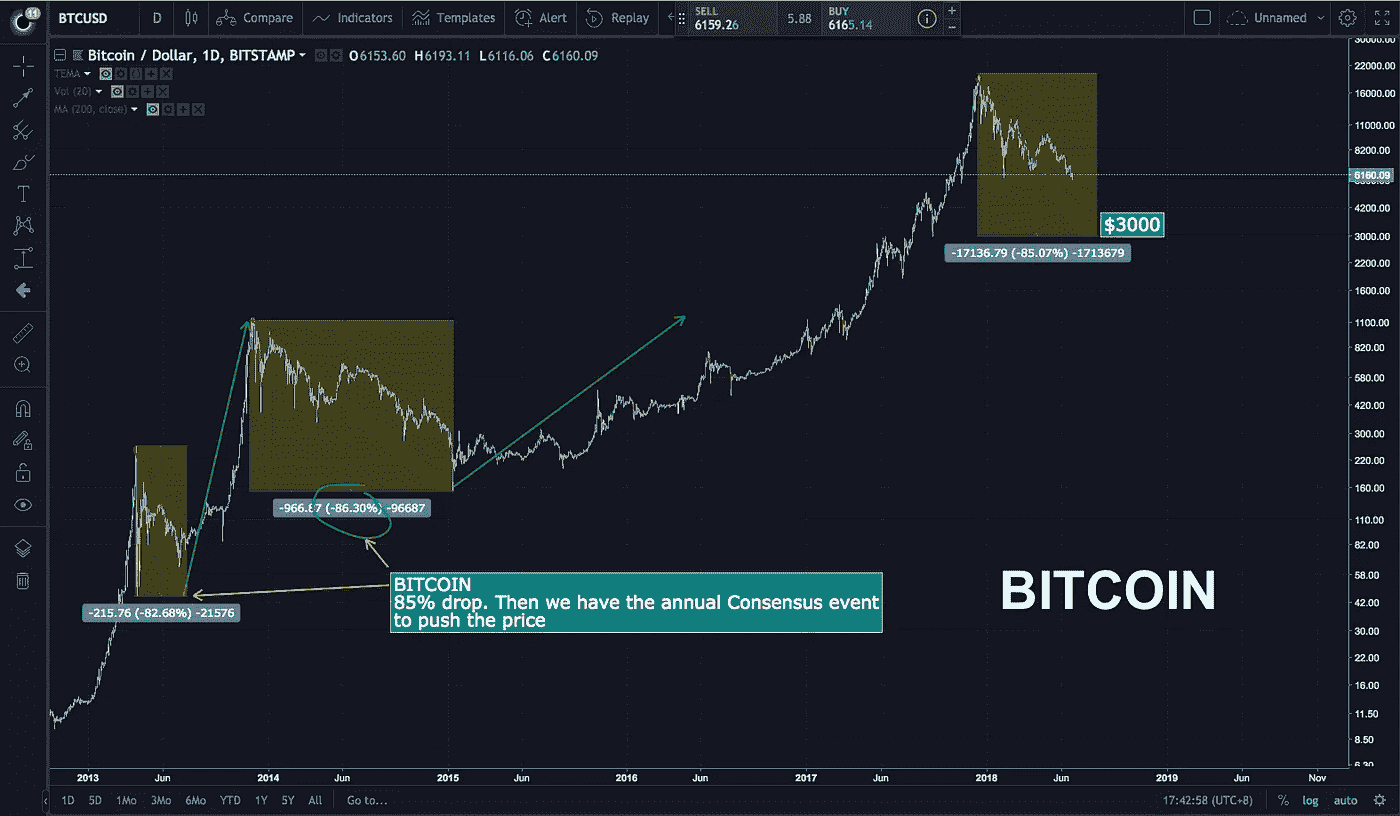 11
BTCUSD D Compare Indicators Templates Alert Replay SELL 6159.26 5.88 BUY 6165.14 Unnamed
Bitcoin / Dollar, 1D, BITSTAMP O6153.60 H6193.11 L6116.06 C6160.09
TEMA
Vol (20)
MA (200, close)
30000.00
22000.00
16000.00
11000.00
8200.00
6160.09
4200.00
$3000
3000.00
-17136.79 (-85.07%) -1713679
2200.00
1600.00
1100.00
820.00
580.00
420.00
300.00
220.00
160.00
-966.87 (-86.30%) -96687
110.00
82.00
BITCOIN
85% drop. Then we have the annual Consensus event
to push the price
BITCOIN
58.00
42.00
-215.76 (-82.68%) -21576
30.00
22.00
16.00
11.50
8.50
6.30
2013 Jun 2014 Jun 2015 Jun 2016 Jun 2017 Jun 2018 Jun 2019 Jun Nov
1D 5D 1Mo 3Mo 6Mo YTD 1Y 5Y All Go to... 17:42:58 (UTC+8) % log auto